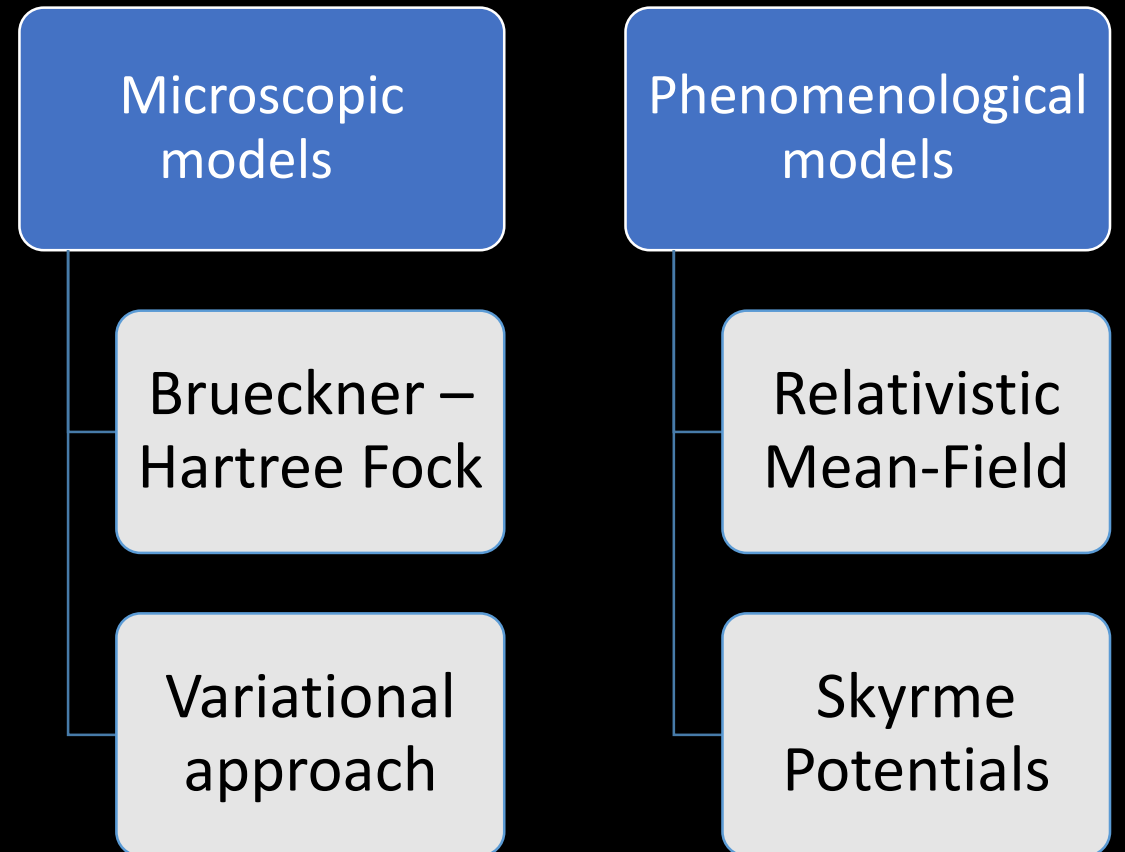 Microscopic
models
Brueckner –
Hartree Fock
Variational
approach
Phenomenological
models
Relativistic
Mean-Field
Skyrme
Potentials